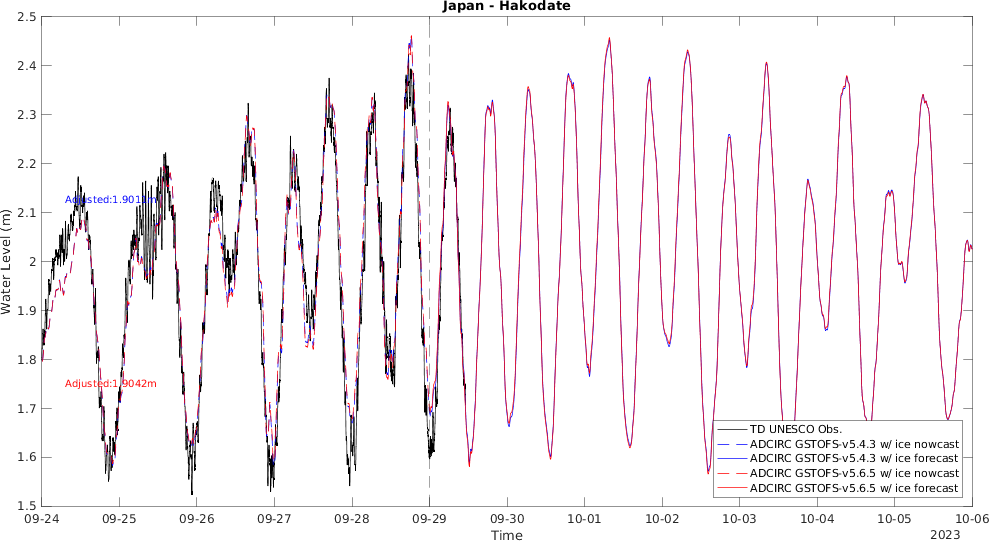 Japan - Hakodate
2.5
2.4
2.3
2.2
2.1
2
1.9
1.8
1.7
1.6
1.5
Water Level (m)
Adjusted:1.9011m
Adjusted:1.9042m
TD UNESCO Obs.
ADCIRC GSTOFS-v5.4.3 w/ ice nowcast
ADCIRC GSTOFS-v5.4.3 w/ ice forecast
ADCIRC GSTOFS-v5.6.5 w/ ice nowcast
ADCIRC GSTOFS-v5.6.5 w/ ice forecast
09-24 09-25 09-26 09-27 09-28 09-29 09-30 10-01 10-02 10-03 10-04 10-05 10-06
Time
2023